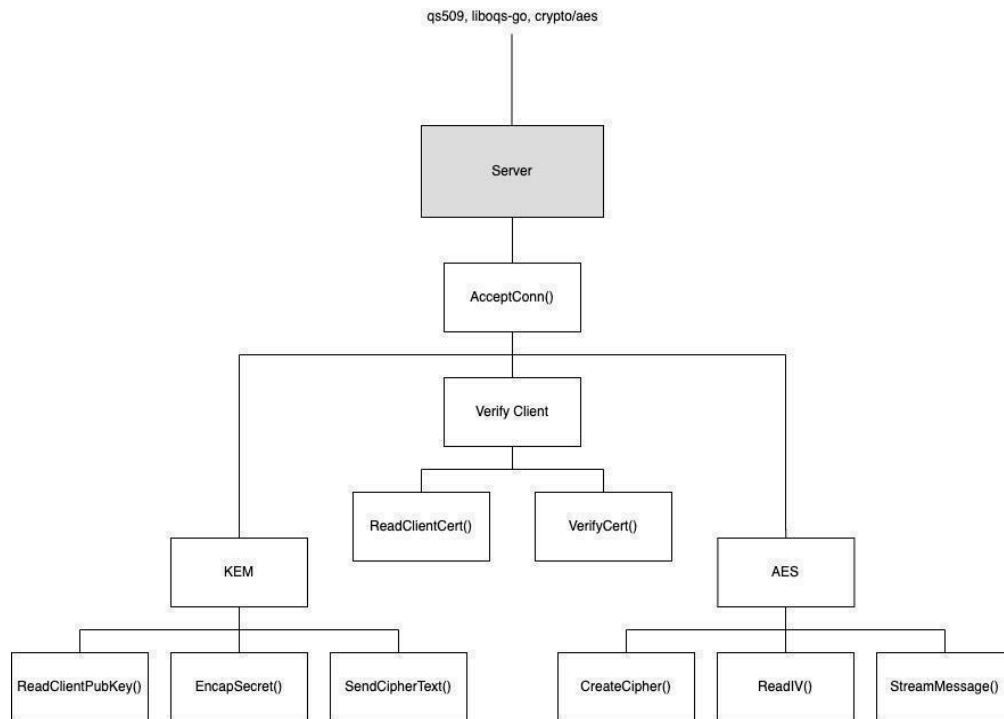 qs509, liboqs-go, crypto/aes
Server
AcceptConn()
Verify Client
ReadClientCert()
VerifyCert()
KEM
AES
ReadClientPubKey()
EncapSecret()
SendCipherText()
CreateCipher()
ReadIV()
StreamMessage()